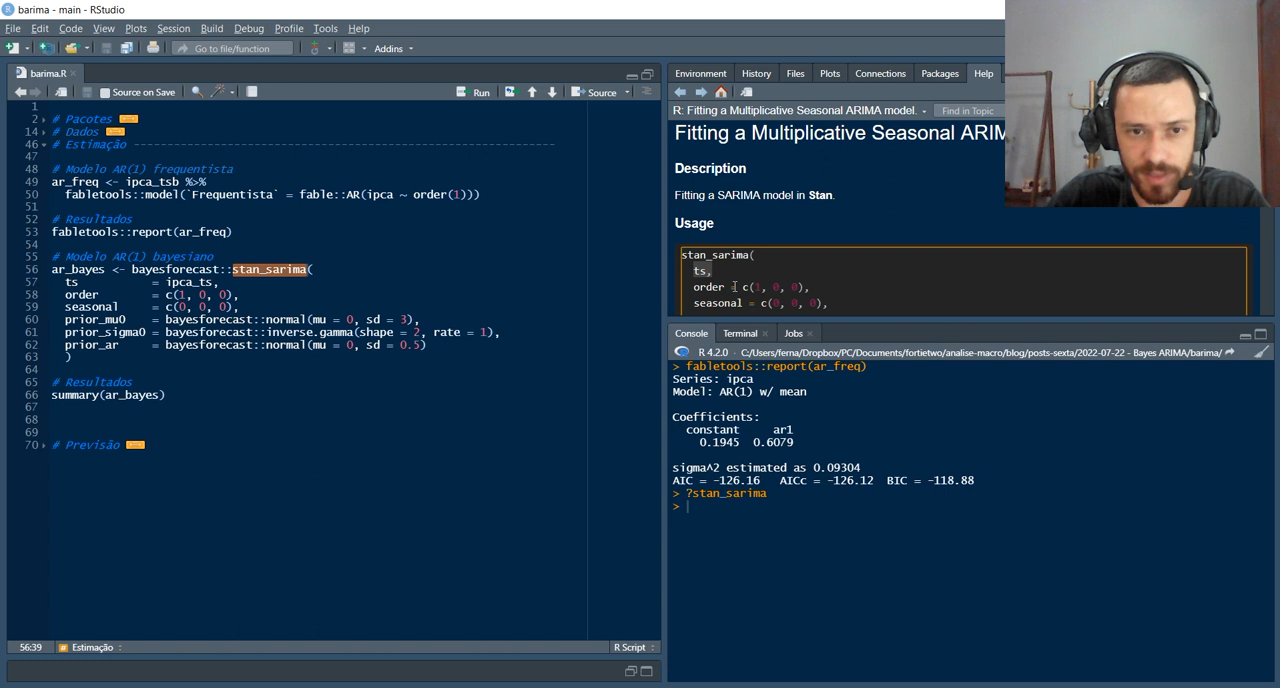 barima - main - RStudio
File Edit Code View Plots Session Build Debug Profile Tools Help
Go to file/function
Addins
barima.R
Source on Save
Run
Source
1
2 # Pacotes
14 # Dados
46 # Estimação ----------------------------------------------------------------
47
48 # Modelo AR(1) frequentista
49 ar_freq <- ipca_tsb %>%
50 fabletools::model(`Frequentista` = fable::AR(ipca ~ order(1)))
51
52 # Resultados
53 fabletools::report(ar_freq)
54
55 # Modelo AR(1) bayesiano
56 ar_bayes <- bayesforecast::stan_sarima(
57 ts = ipca_ts,
58 order = c(1, 0, 0),
59 seasonal = c(0, 0, 0),
60 prior_mu0 = bayesforecast::normal(mu = 0, sd = 3),
61 prior_sigma0 = bayesforecast::inverse.gamma(shape = 2, rate = 1),
62 prior_ar = bayesforecast::normal(mu = 0, sd = 0.5)
63 )
64
65 # Resultados
66 summary(ar_bayes)
67
68
69
70 # Previsão
56:39 # Estimação
R Script
Environment History Files Plots Connections Packages Help
R: Fitting a Multiplicative Seasonal ARIMA model.
Find in Topic
Fitting a Multiplicative Seasonal ARIM
Description
Fitting a SARIMA model in Stan.
Usage
stan_sarima(
ts,
order = c(1, 0, 0),
seasonal = c(0, 0, 0),
Console Terminal Jobs
R 4.2.0 · C:/Users/ferna/Dropbox/PC/Documents/fortietwo/analise-macro/blog/posts-sexta/2022-07-22 - Bayes ARIMA/barima/
> fabletools::report(ar_freq)
Series: ipca
Model: AR(1) w/ mean
Coefficients:
constant ar1
0.1945 0.6079
sigma^2 estimated as 0.09304
AIC = -126.16 AICc = -126.12 BIC = -118.88
> ?stan_sarima
>